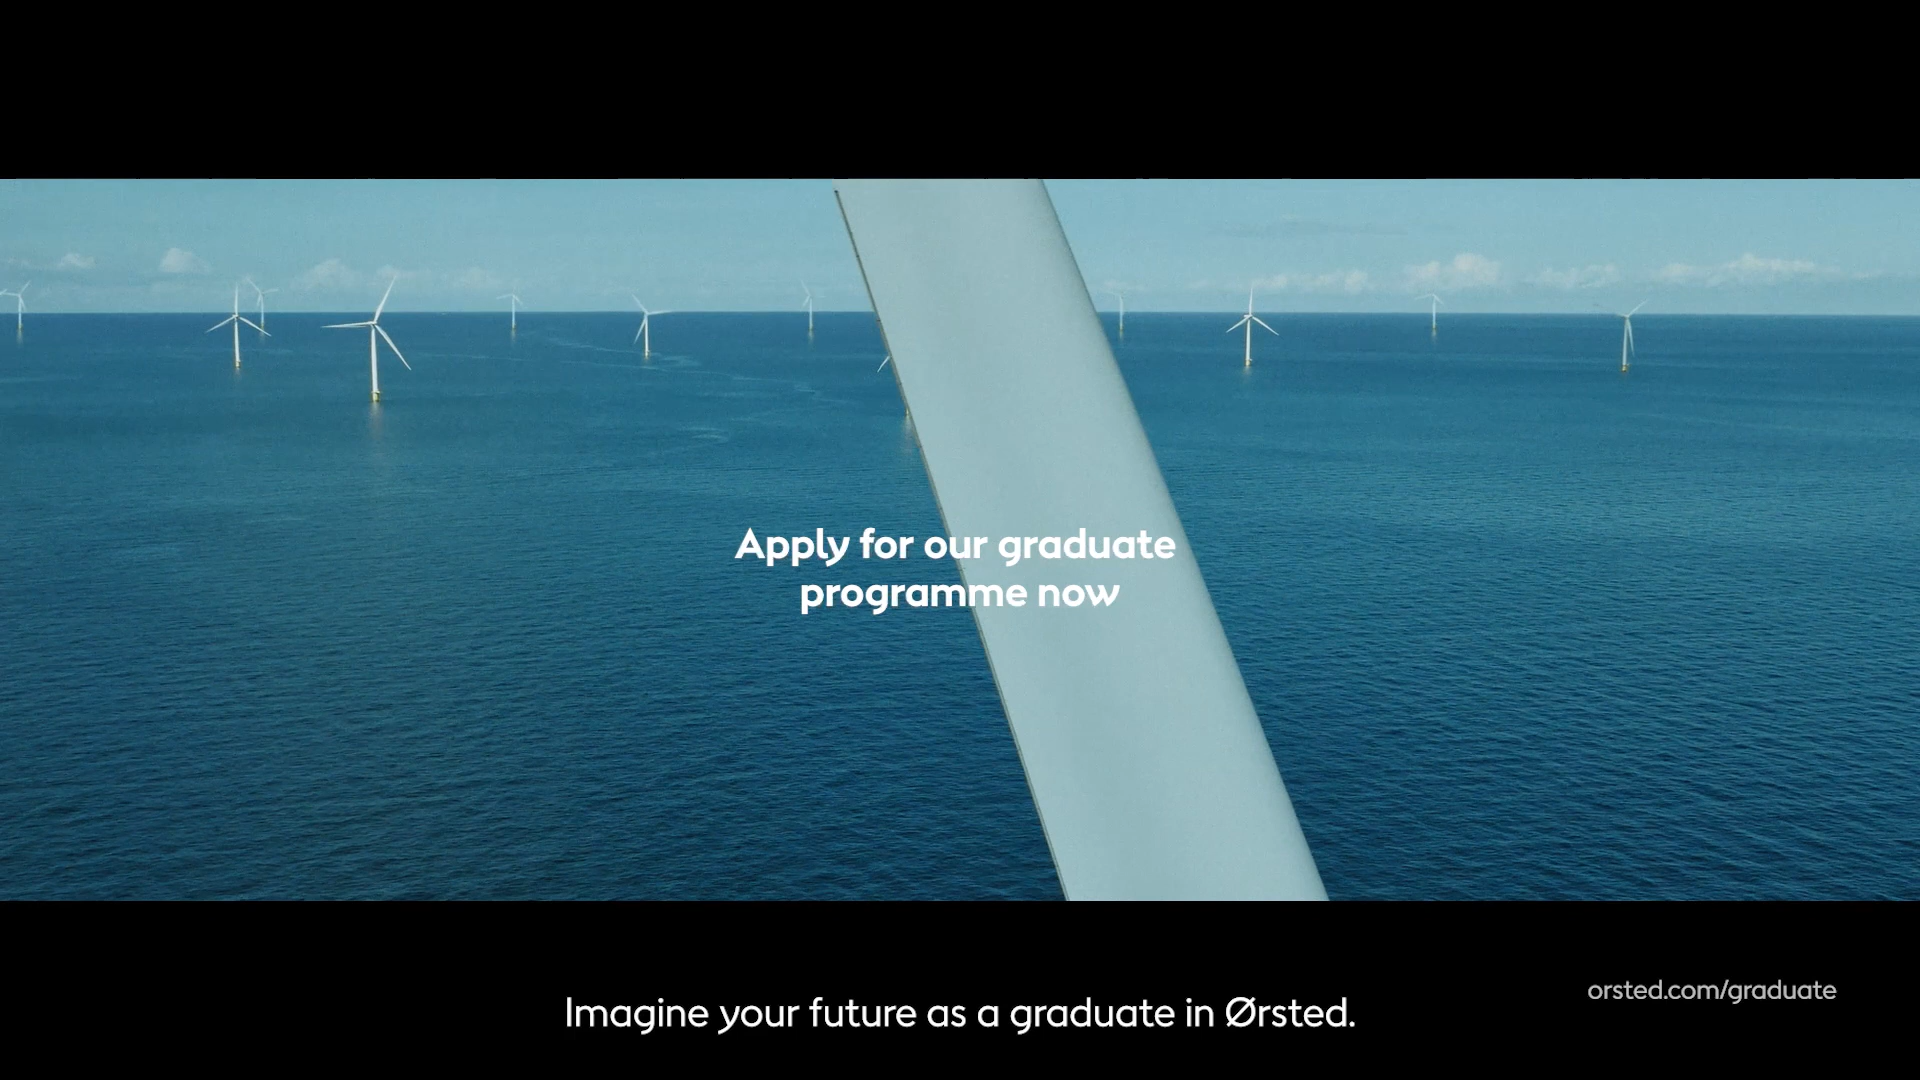 Apply for our graduate
programme now
Imagine your future as a graduate in Ørsted.
orsted.com/graduate